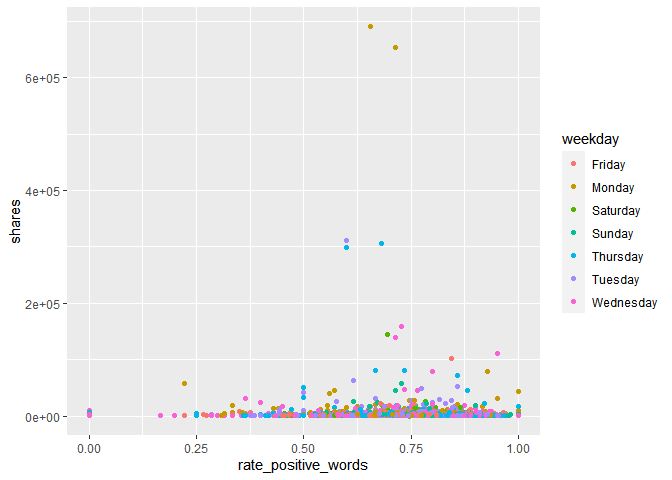 6e+05
4e+05
2e+05
0e+00
shares
0.00 0.25 0.50 0.75 1.00
rate_positive_words
weekday
Friday
Monday
Saturday
Sunday
Thursday
Tuesday
Wednesday